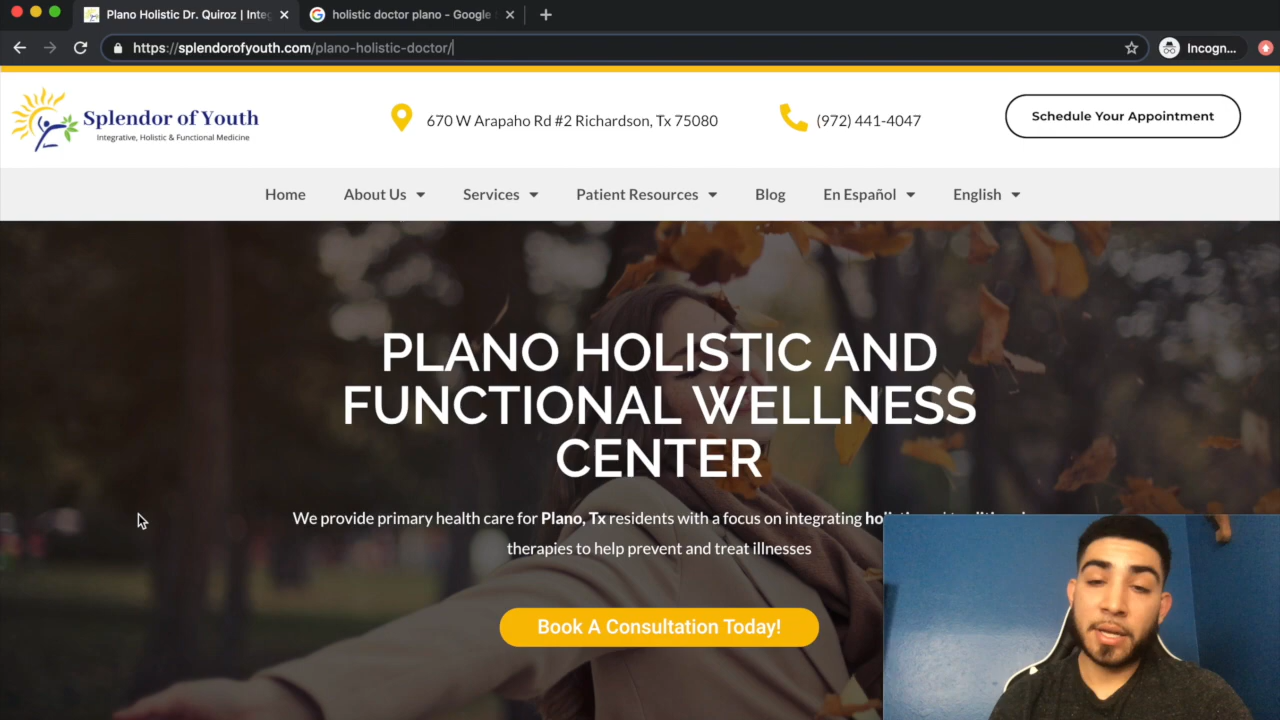 Plano Holistic Dr. Quiroz | Inte
holistic doctor plano - Google
https://splendorofyouth.com/plano-holistic-doctor/
Incogn...
Splendor of Youth
Integrative, Holistic & Functional Medicine
670 W Arapaho Rd #2 Richardson, Tx 75080
(972) 441-4047
Schedule Your Appointment
Home
About Us
Services
Patient Resources
Blog
En Español
English
PLANO HOLISTIC AND
FUNCTIONAL WELLNESS
CENTER
We provide primary health care for Plano, Tx residents with a focus on integrating
therapies to help prevent and treat illnesses
Book A Consultation Today!